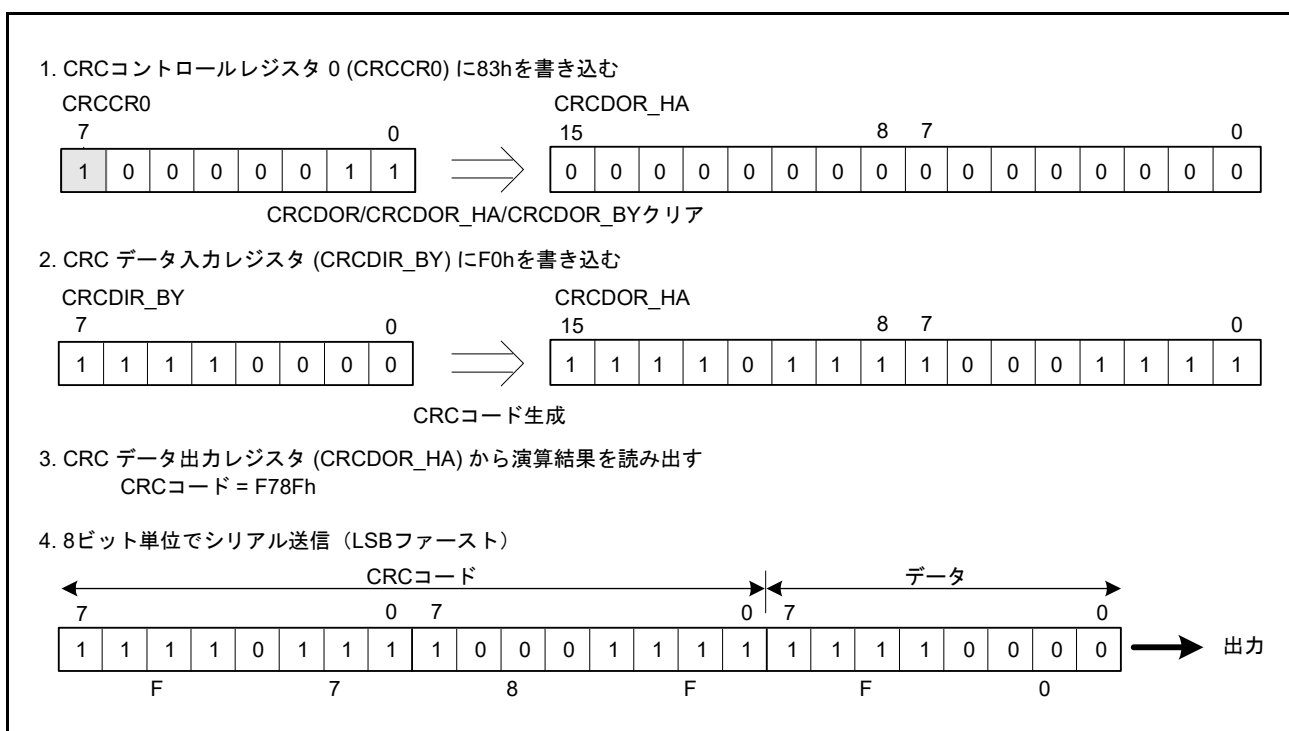 1. CRCコントロールレジスタ 0 (CRCCR0) に83hを書き込む
CRCCR0 CRCDOR_HA
7 0 15 8 7 0
1 0 0 0 0 0 1 1 0 0 0 0 0 0 0 0 0 0 0 0 0 0 0 0
CRCDOR/CRCDOR_HA/CRCDOR_BYクリア
2. CRC データ入力レジスタ (CRCDIR_BY) にF0hを書き込む
CRCDIR_BY CRCDOR_HA
7 0 15 8 7 0
1 1 1 1 0 0 0 0 1 1 1 1 0 1 1 1 1 0 0 0 1 1 1 1
CRCコード生成
3. CRC データ出力レジスタ (CRCDOR_HA) から演算結果を読み出す
CRCコード = F78Fh
4. 8ビット単位でシリアル送信（LSBファースト）
CRCコード データ
7 0 7 0 7 0
1 1 1 1 0 1 1 1 1 0 0 0 1 1 1 1 1 1 1 1 0 0 0 0 出力
F 7 8 F F 0